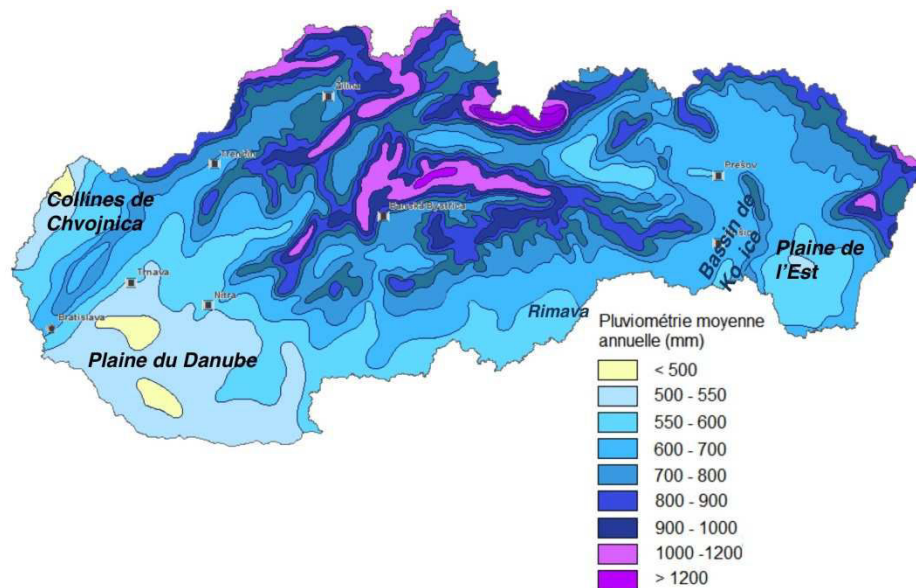 Žilina
Trenčín
Prešov
Collines de
Chvojnica
Banská Bystrica
Bassin de
Ko ice
Plaine de
l'Est
Trnava
Nitra
Rimava
Bratislava
Plaine du Danube
Pluviométrie moyenne
annuelle (mm)
< 500
500 - 550
550 - 600
600 - 700
700 - 800
800 - 900
900 - 1000
1000 -1200
> 1200